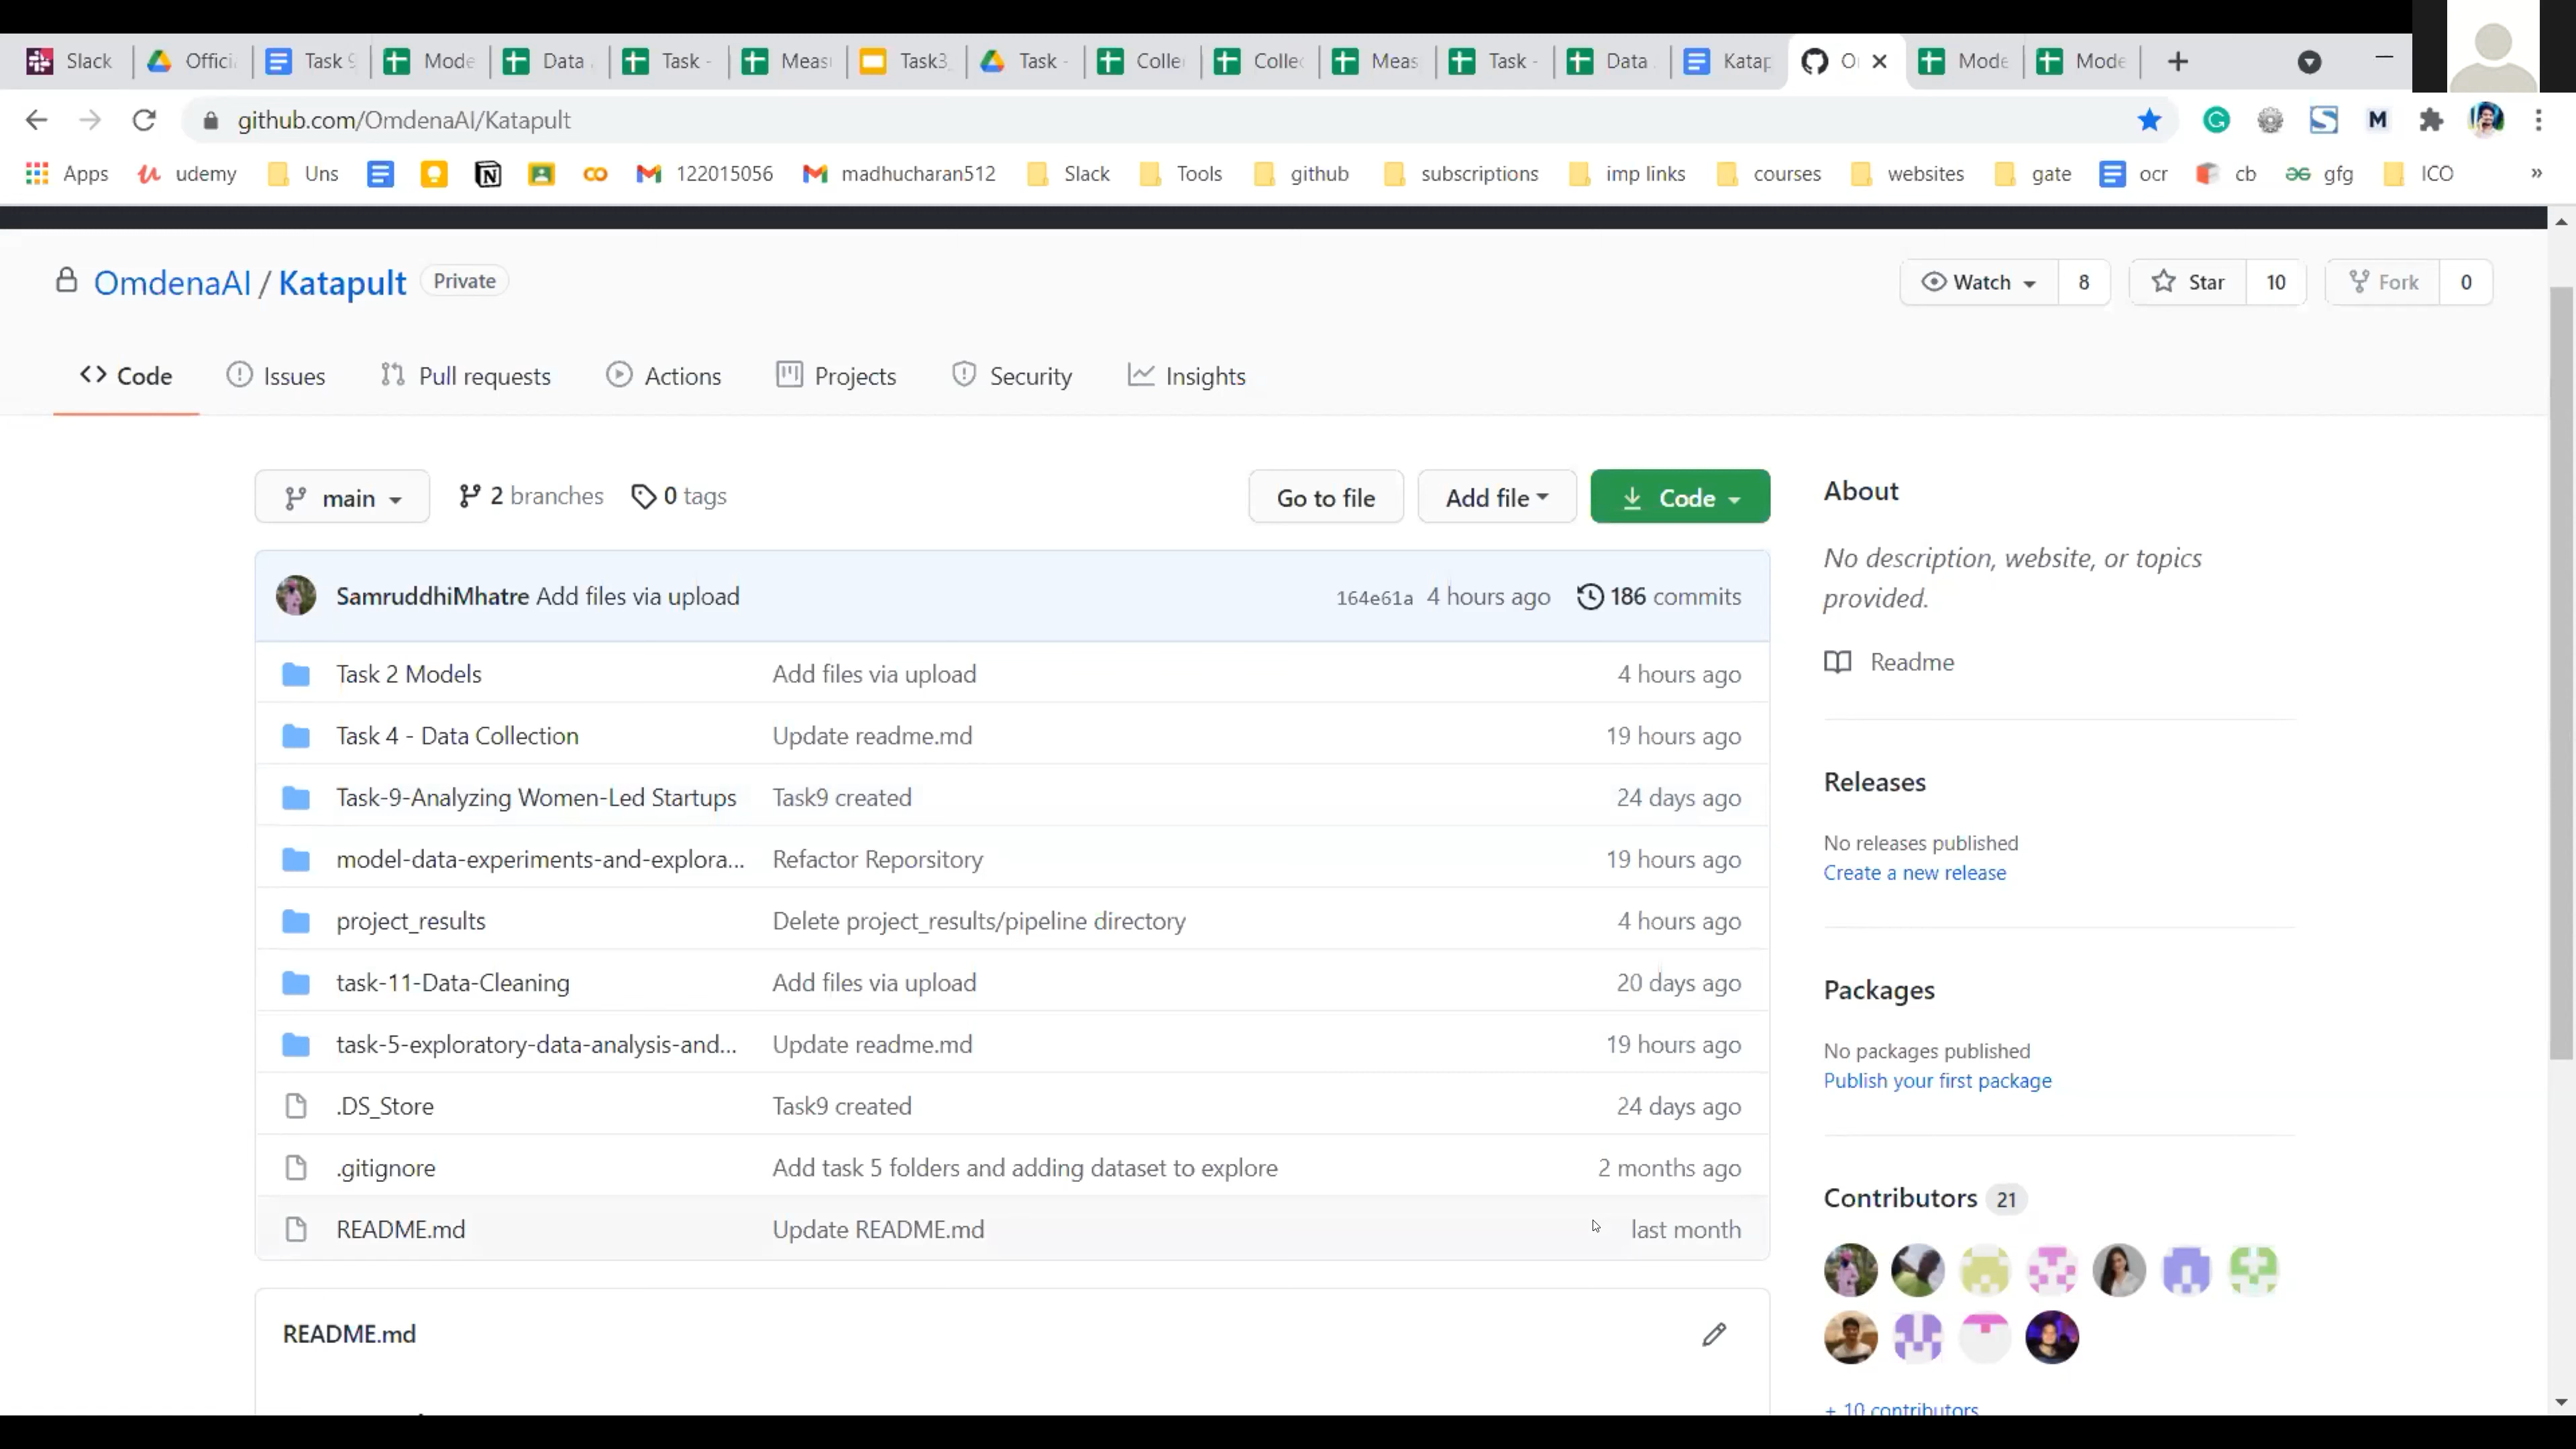 Slack Offici Task 9 Mode Data Task - Meas Task3 Task - Colle Collec Meas Task - Data Katap O Mode Mode
github.com/OmdenaAI/Katapult
Apps udemy Uns 122015056 madhucharan512 Slack Tools github subscriptions imp links courses websites gate ocr cb gfg ICO »
OmdenaAI / Katapult Private
Watch 8 Star 10 Fork 0
Code Issues Pull requests Actions Projects Security Insights
main 2 branches 0 tags Go to file Add file Code
SamruddhiMhatre Add files via upload 164e61a 4 hours ago 186 commits
Task 2 Models Add files via upload 4 hours ago
Task 4 - Data Collection Update readme.md 19 hours ago
Task-9-Analyzing Women-Led Startups Task9 created 24 days ago
model-data-experiments-and-explora... Refactor Reporsitory 19 hours ago
project_results Delete project_results/pipeline directory 4 hours ago
task-11-Data-Cleaning Add files via upload 20 days ago
task-5-exploratory-data-analysis-and... Update readme.md 19 hours ago
.DS_Store Task9 created 24 days ago
.gitignore Add task 5 folders and adding dataset to explore 2 months ago
README.md Update README.md last month
README.md
About
No description, website, or topics
provided.
Readme
Releases
No releases published
Create a new release
Packages
No packages published
Publish your first package
Contributors 21
+ 10 contributors